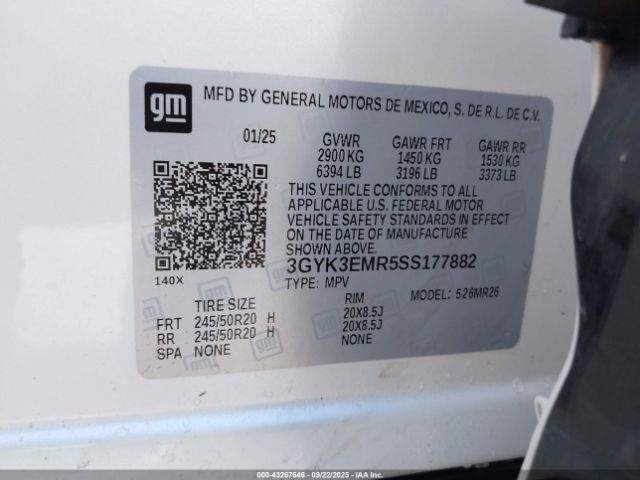 gm
MFD BY GENERAL MOTORS DE MEXICO, S. DE R.L. DE C.V.
01/25 GVWR GAWR FRT GAWR RR
2900 KG 1450 KG 1530 KG
6394 LB 3196 LB 3373 LB
THIS VEHICLE CONFORMS TO ALL
APPLICABLE U.S. FEDERAL MOTOR
VEHICLE SAFETY STANDARDS IN EFFECT
ON THE DATE OF MANUFACTURE
SHOWN ABOVE.
3GYK3EMR5SS177882
TYPE: MPV MODEL: 526MR26
140X
TIRE SIZE RIM
FRT 245/50R20 H 20X8.5J
RR 245/50R20 H 20X8.5J
SPA NONE NONE
000-43267646 - 09/22/2025 - IAAI.COM